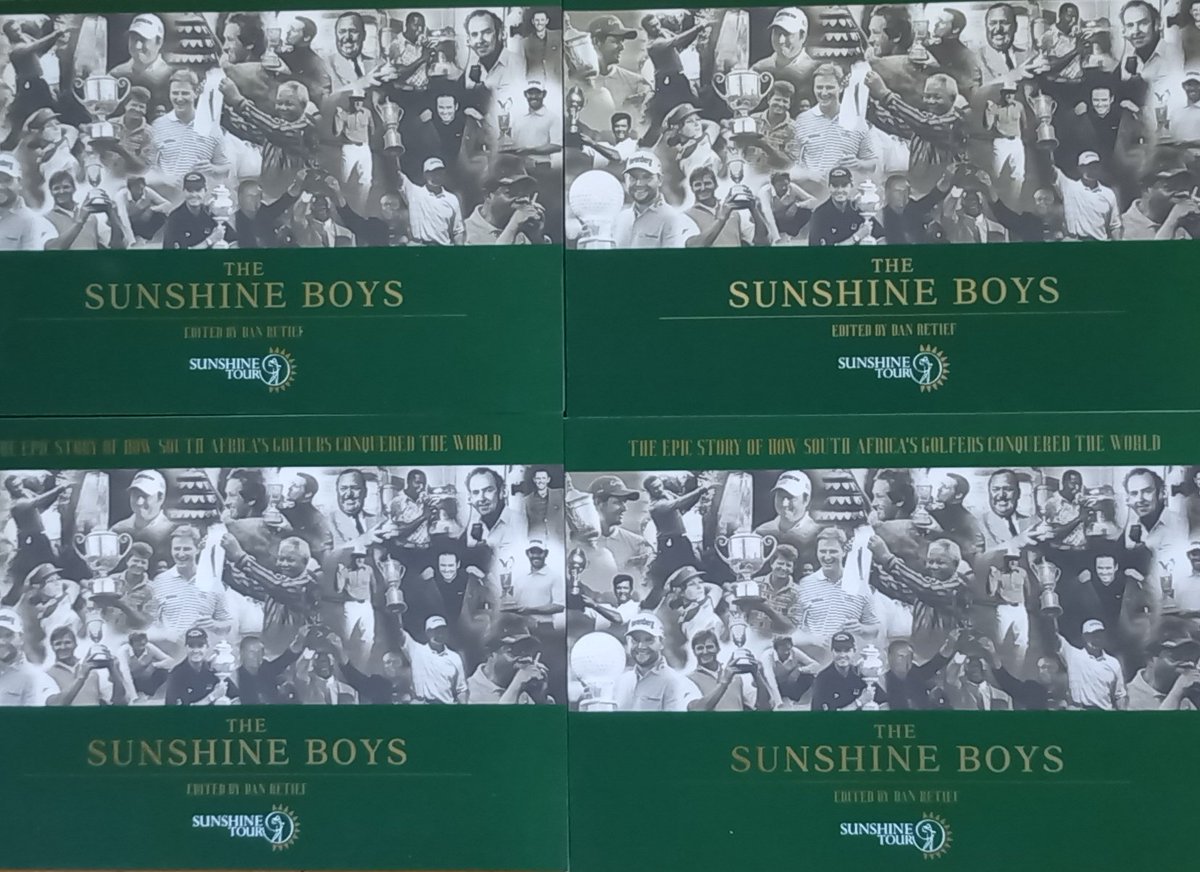 THE
SUNSHINE BOYS
EDITED BY DAN RETIEF
SUNSHINE
TOUR
THE
SUNSHINE BOYS
EDITED BY DAN RETIEF
SUNSHINE
TOUR
THE EPIC STORY OF HOW SOUTH AFRICA'S GOLFERS CONQUERED THE WORLD
THE
SUNSHINE BOYS
EDITED BY DAN RETIEF
SUNSHINE
TOUR
THE EPIC STORY OF HOW SOUTH AFRICA'S GOLFERS CONQUERED THE WORLD
THE
SUNSHINE BOYS
EDITED BY DAN RETIEF
SUNSHINE
TOUR